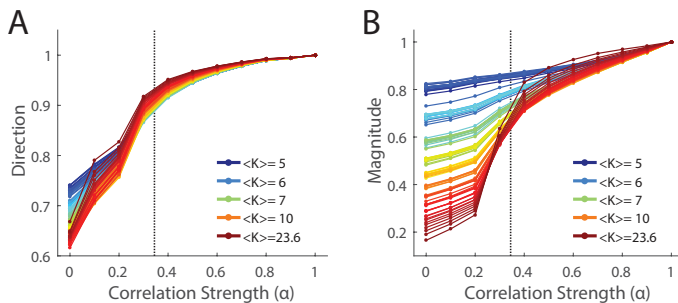 A
1
0.9
0.8
0.7
0.6
Direction
<K>= 5
<K>= 6
<K>= 7
<K>= 10
<K>=23.6
0 0.2 0.4 0.6 0.8 1
Correlation Strength (α)
B
1
0.8
0.6
0.4
0.2
Magnitude
<K>= 5
<K>= 6
<K>= 7
<K>= 10
<K>=23.6
0 0.2 0.4 0.6 0.8 1
Correlation Strength (α)